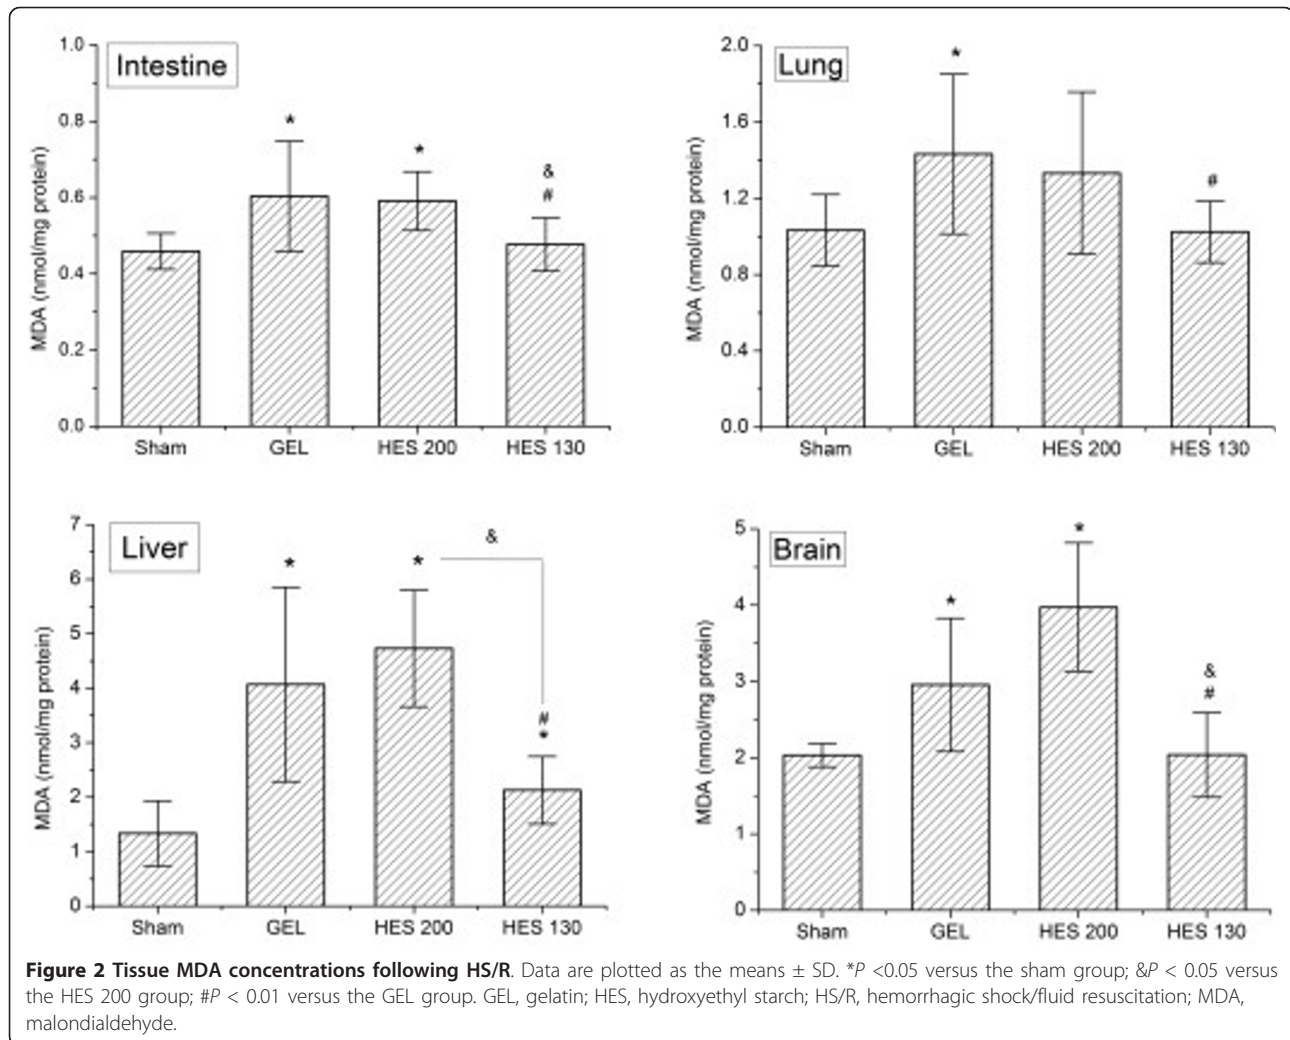 Intestine
MDA (nmol/mg protein)
1.0
0.8
0.6
0.4
0.2
0.0
*
*
&
#
Sham GEL HES 200 HES 130
Lung
MDA (nmol/mg protein)
2.0
1.6
1.2
0.8
0.4
0.0
*
#
Sham GEL HES 200 HES 130
Liver
MDA (nmol/mg protein)
7
6
5
4
3
2
1
0
*
*
&
#
*
Sham GEL HES 200 HES 130
Brain
MDA (nmol/mg protein)
5
4
3
2
1
0
*
*
&
#
Sham GEL HES 200 HES 130
Figure 2 Tissue MDA concentrations following HS/R. Data are plotted as the means ± SD. *P <0.05 versus the sham group; &P < 0.05 versus
the HES 200 group; #P < 0.01 versus the GEL group. GEL, gelatin; HES, hydroxyethyl starch; HS/R, hemorrhagic shock/fluid resuscitation; MDA,
malondialdehyde.